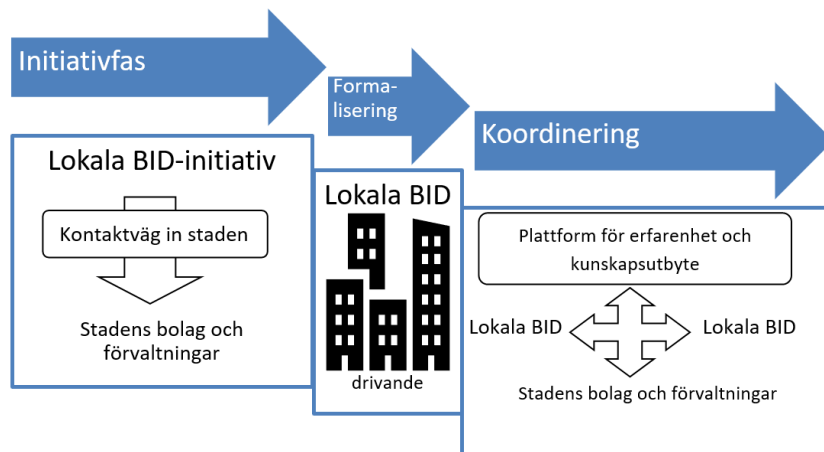 Initiativfas
Forma-
lisering
Koordinering
Lokala BID-initiativ
Kontaktväg in staden
Stadens bolag och
förvaltningar
Lokala BID
drivande
Plattform för erfarenhet och
kunskapsutbyte
Lokala BID
Lokala BID
Stadens bolag och förvaltningar